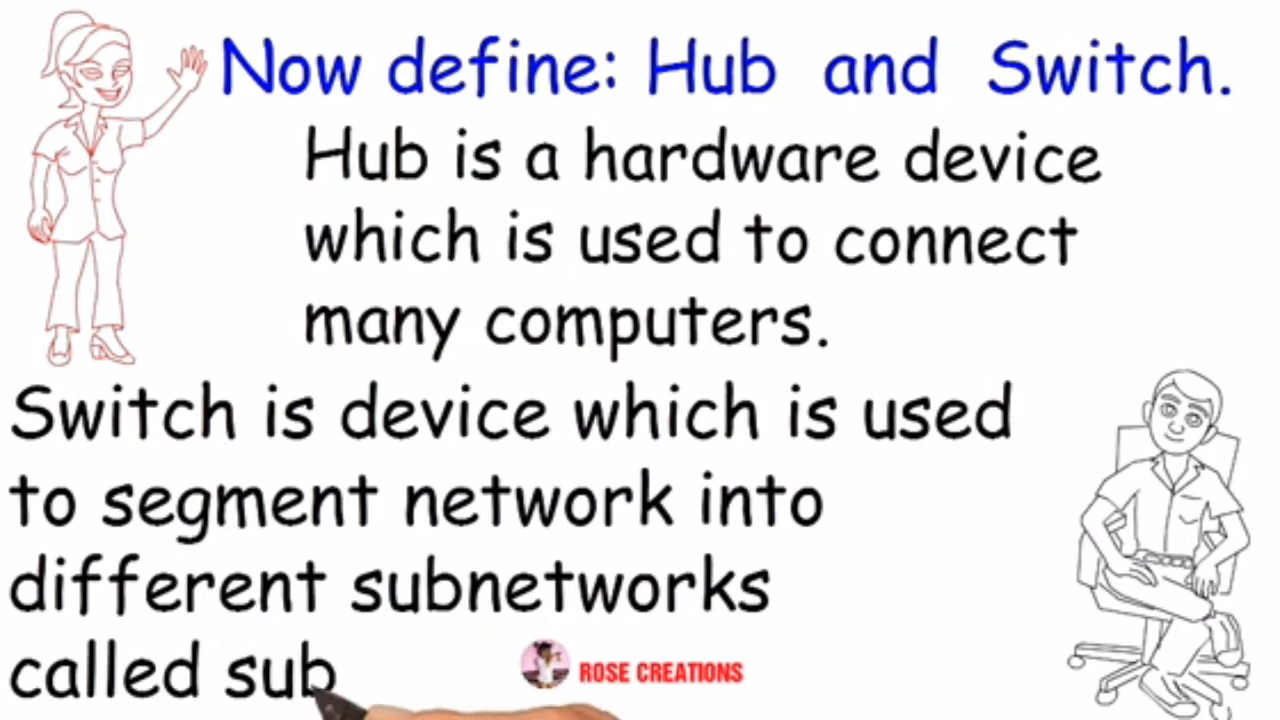 Now define: Hub and Switch.
Hub is a hardware device
which is used to connect
many computers.
Switch is device which is used
to segment network into
different subnetworks
called sub
ROSE CREATIONS